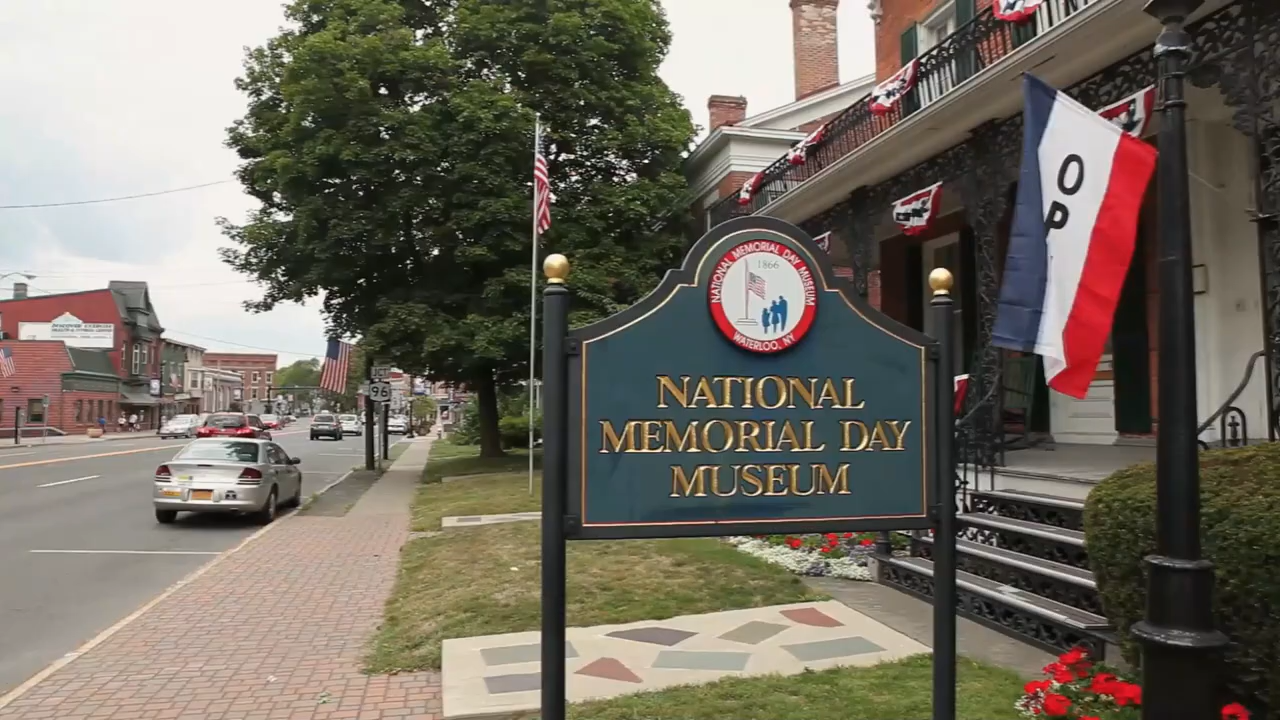 NATIONAL MEMORIAL DAY MUSEUM
1866
WATERLOO, NY
NATIONAL
MEMORIAL DAY
MUSEUM
O
P
96